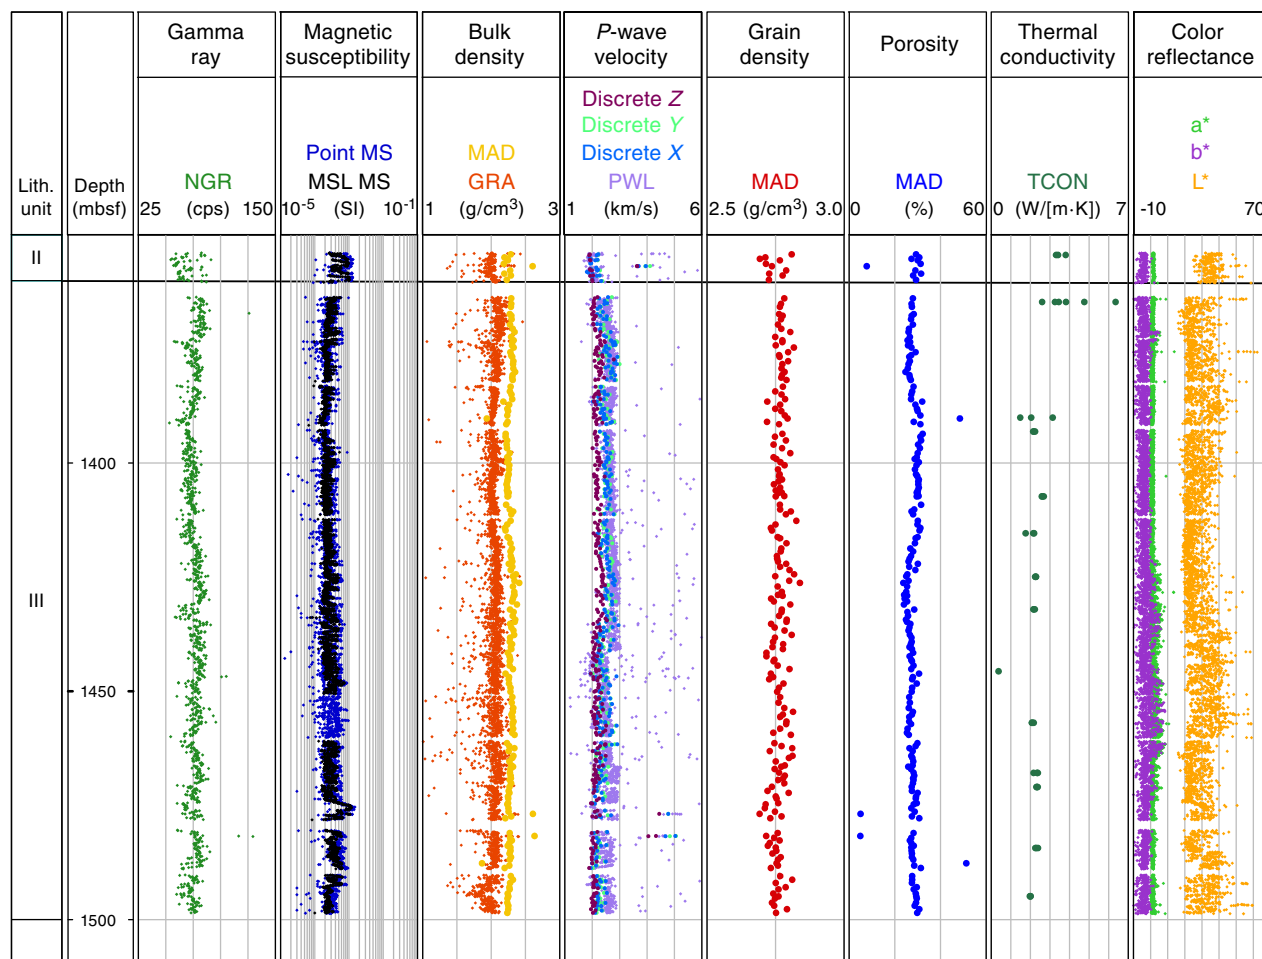 Gamma ray
Magnetic susceptibility
Bulk density
P-wave velocity
Grain density
Porosity
Thermal conductivity
Color reflectance
Discrete Z
Discrete Y
Discrete X
PWL
a*
b*
L*
Point MS
MSL MS
MAD
GRA
NGR
MAD
MAD
TCON
Lith. unit
Depth (mbsf)
25 (cps) 150
10⁻⁵ (SI) 10⁻¹
1 (g/cm³) 3
1 (km/s) 6
2.5 (g/cm³) 3.0
0 (%) 60
0 (W/[m·K]) 7
-10 70
II
1400
III
1450
1500